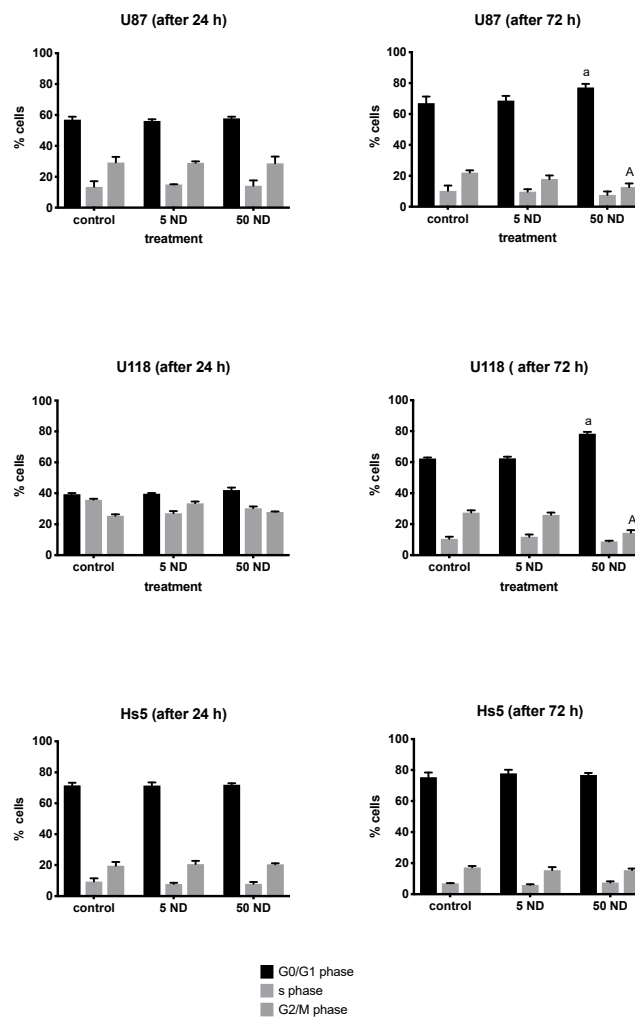 U87 (after 24 h)
100
80
60
40
20
0
% cells
control
5 ND
50 ND
treatment
U87 (after 72 h)
100
80
60
40
20
0
% cells
a
A
control
5 ND
50 ND
treatment
U118 (after 24 h)
100
80
60
40
20
0
% cells
control
5 ND
50 ND
treatment
U118 ( after 72 h)
100
80
60
40
20
0
% cells
a
A
control
5 ND
50 ND
treatment
Hs5 (after 24 h)
100
80
60
40
20
0
% cells
control
5 ND
50 ND
Hs5 (after 72 h)
100
80
60
40
20
0
% cells
control
5 ND
50 ND
G0/G1 phase
s phase
G2/M phase